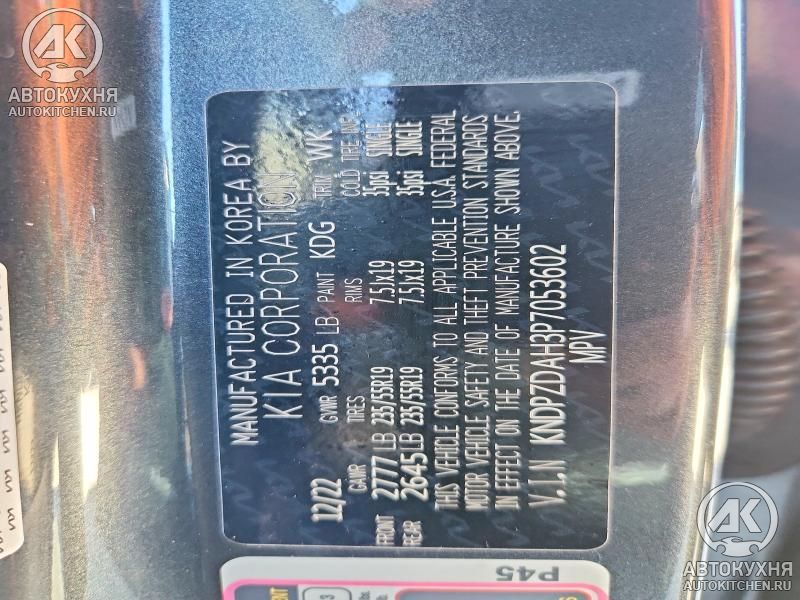 MANUFACTURED IN KOREA BY
KIA CORPORATION
12/22 GVWR 5335 LB PAINT KDG TRIM WK
GAWR TIRES RIMS COLD TIRE INF
FRONT 2777 LB 235/55R19 7.5Jx19 35psi SINGLE
REAR 2645 LB 235/55R19 7.5Jx19 35psi SINGLE
THIS VEHICLE CONFORMS TO ALL APPLICABLE U.S.A. FEDERAL
MOTOR VEHICLE SAFETY AND THEFT PREVENTION STANDARDS
IN EFFECT ON THE DATE OF MANUFACTURE SHOWN ABOVE.
V.I.N KNDPZDAH3P7053602
MPV
P45
АК
АВТОКУХНЯ
AUTOKITCHEN.RU
АК
АВТОКУХНЯ
AUTOKITCHEN.RU